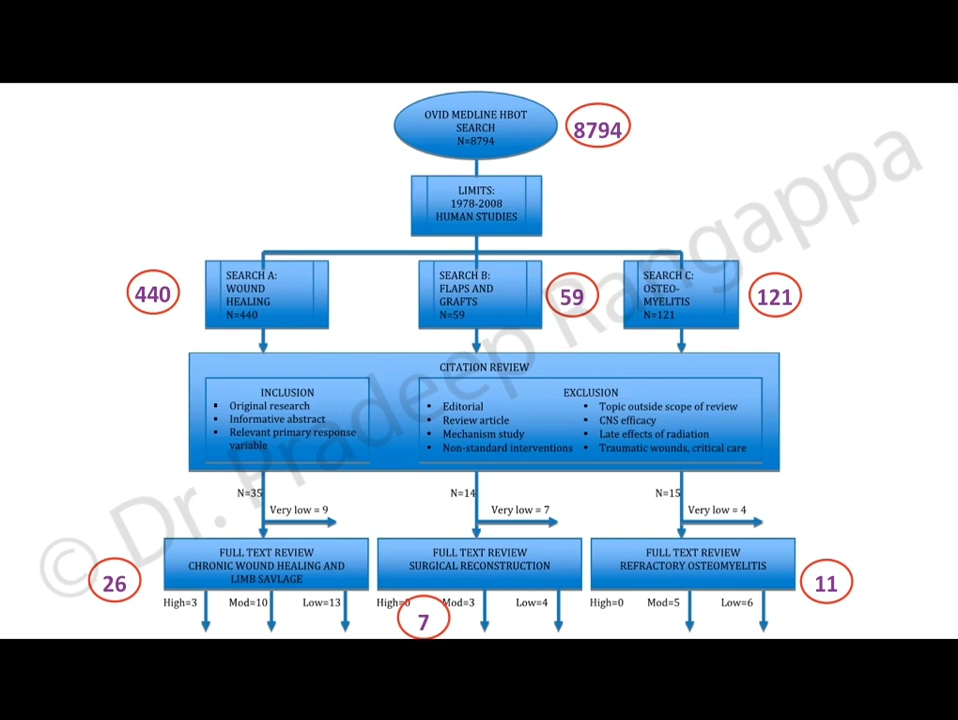 OVID MEDLINE HBOT
SEARCH
N=8794
8794
LIMITS:
1978-2008
HUMAN STUDIES
440
SEARCH A:
WOUND
HEALING
N=440
SEARCH B:
FLAPS AND
GRAFTS
N=59
59
SEARCH C:
OSTEO-
MYELITIS
N=121
121
CITATION REVIEW
INCLUSION
▪ Original research
▪ Informative abstract
▪ Relevant primary response
variable
EXCLUSION
• Editorial
• Review article
• Mechanism study
• Non-standard interventions
• Topic outside scope of review
• CNS efficacy
• Late effects of radiation
• Traumatic wounds, critical care
N=35
Very low = 9
N=14
Very low = 7
N=15
Very low = 4
26
FULL TEXT REVIEW
CHRONIC WOUND HEALING AND
LIMB SAVLAGE
FULL TEXT REVIEW
SURGICAL RECONSTRUCTION
FULL TEXT REVIEW
REFRACTORY OSTEOMYELITIS
11
High=3 Mod=10 Low=13
High=0 Mod=3 Low=4
7
High=0 Mod=5 Low=6
© Dr. Pradeep Rangappa